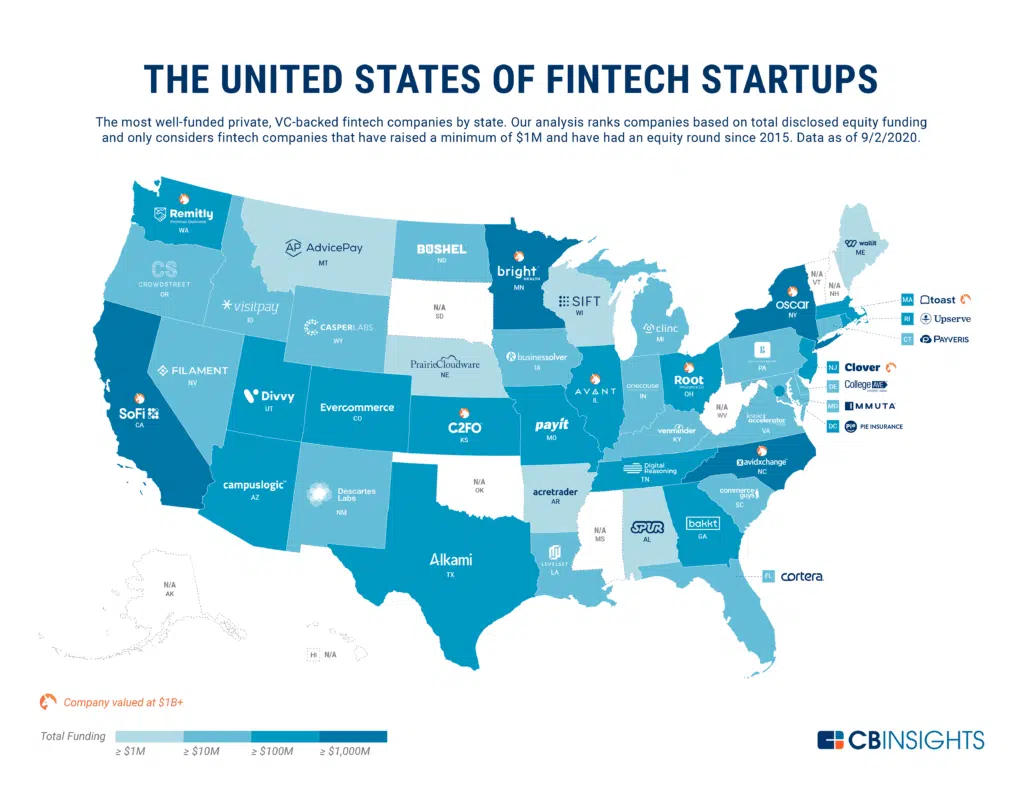 THE UNITED STATES OF FINTECH STARTUPS
The most well-funded private, VC-backed fintech companies by state. Our analysis ranks companies based on total disclosed equity funding
and only considers fintech companies that have raised a minimum of $1M and have had an equity round since 2015. Data as of 9/2/2020.
Remitly
WA
AP AdvicePay
MT
BUSHEL
ND
bright HEALTH
MN
wallit
ME
CS
CROWDSTREET
OR
visitpay
ID
CASPERLABS
WY
N/A
SD
SIFT
WI
clinc
MI
N/A
VT
N/A
NH
oscar
NY
MA toast
RI Upserve
CT PAYVERIS
FILAMENT
NV
PrairieCloudware
NE
businessolver
IA
PA
NJ Clover
DE College AVE
MD IMMUTA
DC PIE INSURANCE
SoFi
CA
Divvy
UT
Evercommerce
CO
C2FO
KS
payit
MO
AVANT
IL
onecause
IN
Root
OH
N/A
WV
venminder
KY
accelerator
VA
avidxchange
NC
campuslogic
AZ
Descartes
Labs
NM
N/A
OK
acretrader
AR
Digital
Reasoning
TN
commerce
guys
SC
Alkami
TX
LEVELSET
LA
N/A
MS
SPUR
AL
bakkt
GA
FL cortera
N/A
AK
HI N/A
Company valued at $1B+
Total Funding
≥ $1M ≥ $10M ≥ $100M ≥ $1,000M
CBINSIGHTS